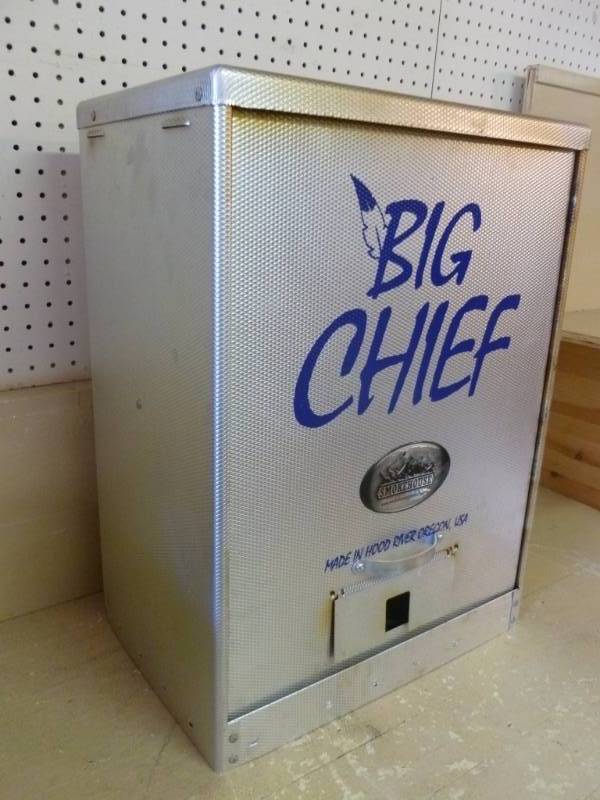 BIG
CHIEF
SMOKEHOUSE
MADE IN HOOD RIVER OREGON, USA